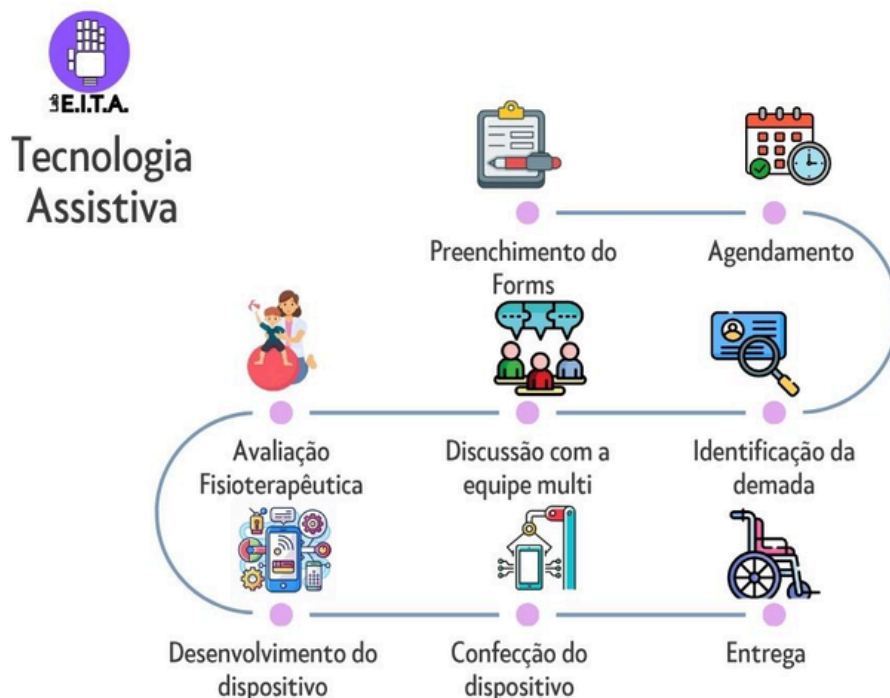 LAB E.I.T.A.
Tecnologia
Assistiva
Preenchimento do
Forms
Agendamento
Identificação da
demada
Discussão com a
equipe multi
Avaliação
Fisioterapêutica
Desenvolvimento do
dispositivo
Confecção do
dispositivo
Entrega